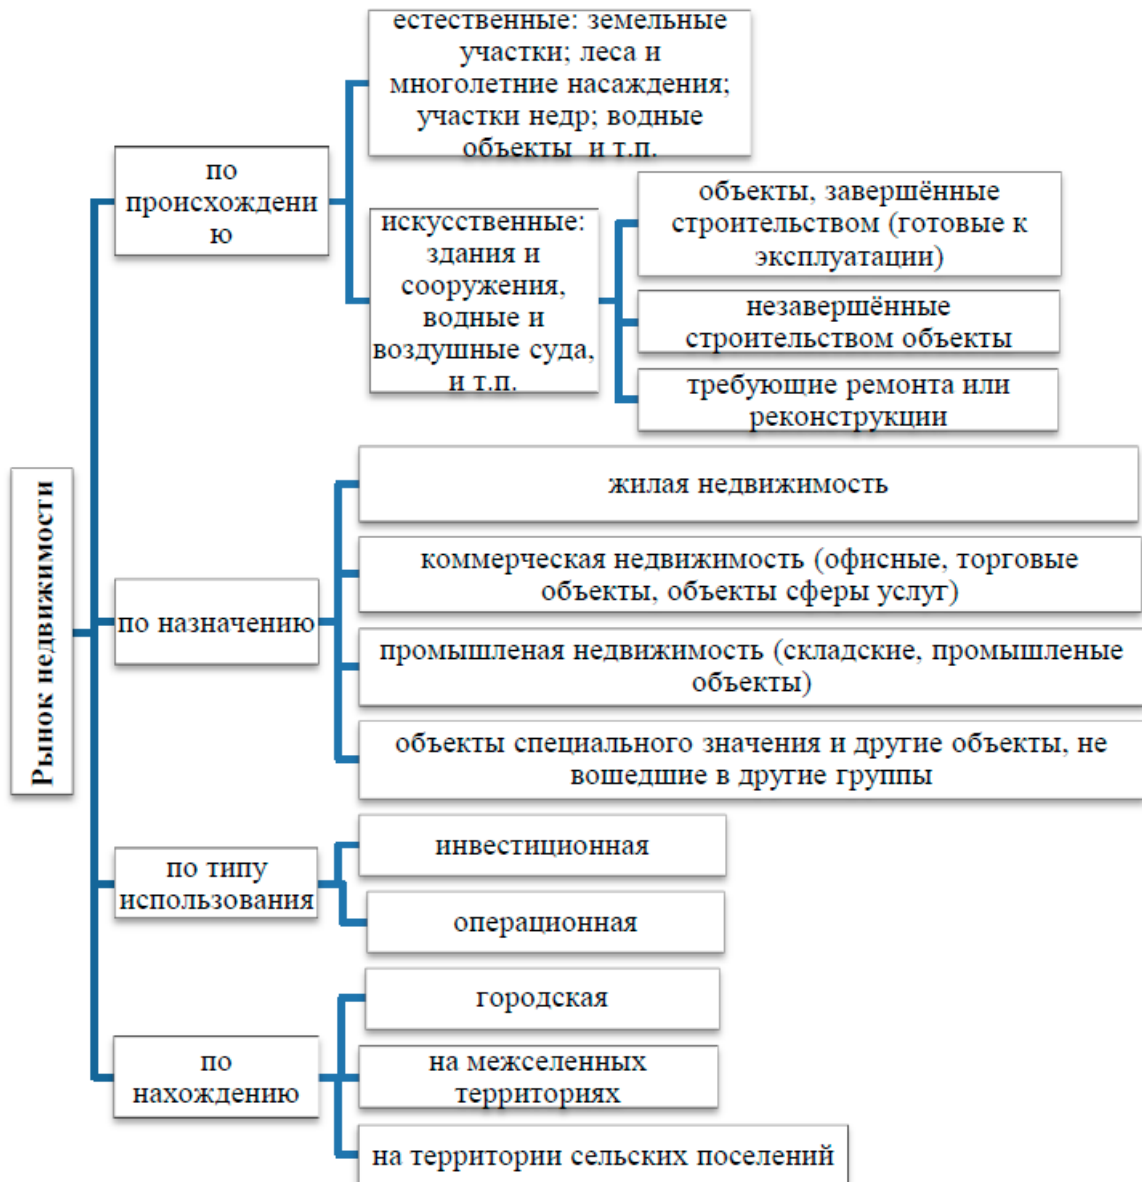 Рынок недвижимости
по
происхождени
ю
естественные: земельные
участки; леса и
многолетние насаждения;
участки недр; водные
объекты и т.п.
искусственные:
здания и
сооружения,
водные и
воздушные суда,
и т.п.
объекты, завершённые
строительством (готовые к
эксплуатации)
незавершённые
строительством объекты
требующие ремонта или
реконструкции
по назначению
жилая недвижимость
коммерческая недвижимость (офисные, торговые
объекты, объекты сферы услуг)
промышленая недвижимость (складские, промышленые
объекты)
объекты специального значения и другие объекты, не
вошедшие в другие группы
по типу
использования
инвестиционная
операционная
по
нахождению
городская
на межселенных
территориях
на территории сельских поселений